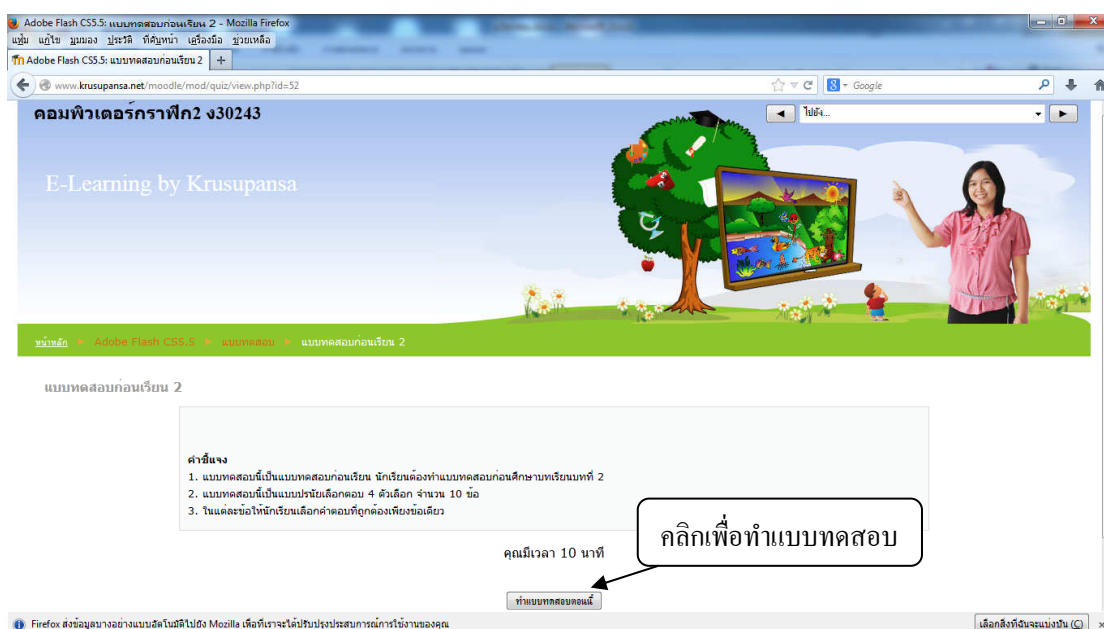 Adobe Flash CS5.5: แบบทดสอบก่อนเรียน 2 - Mozilla Firefox
แฟ้ม แก้ไข มุมมอง ประวัติ ที่คั่นหน้า เครื่องมือ ช่วยเหลือ
Adobe Flash CS5.5: แบบทดสอบก่อนเรียน 2 +
www.krusupansa.net/moodle/mod/quiz/view.php?id=52
Google
คอมพิวเตอร์กราฟิก2 ง30243
ไปยัง...
E-Learning by Krusupansa
หน้าหลัก ► Adobe Flash CS5.5 ► แบบทดสอบ ► แบบทดสอบก่อนเรียน 2
แบบทดสอบก่อนเรียน 2
คำชี้แจง
1. แบบทดสอบนี้เป็นแบบทดสอบก่อนเรียน นักเรียนต้องทำแบบทดสอบก่อนศึกษาบทเรียนบทที่ 2
2. แบบทดสอบนี้เป็นแบบปรนัยเลือกตอบ 4 ตัวเลือก จำนวน 10 ข้อ
3. ในแต่ละข้อให้นักเรียนเลือกคำตอบที่ถูกต้องเพียงข้อเดียว
คลิกเพื่อทำแบบทดสอบ
คุณมีเวลา 10 นาที
ทำแบบทดสอบตอนนี้
Firefox ส่งข้อมูลบางอย่างแบบอัตโนมัติไปยัง Mozilla เพื่อที่เราจะได้ปรับปรุงประสบการณ์การใช้งานของคุณ
เลือกสิ่งที่ฉันจะแบ่งปัน (C) ×